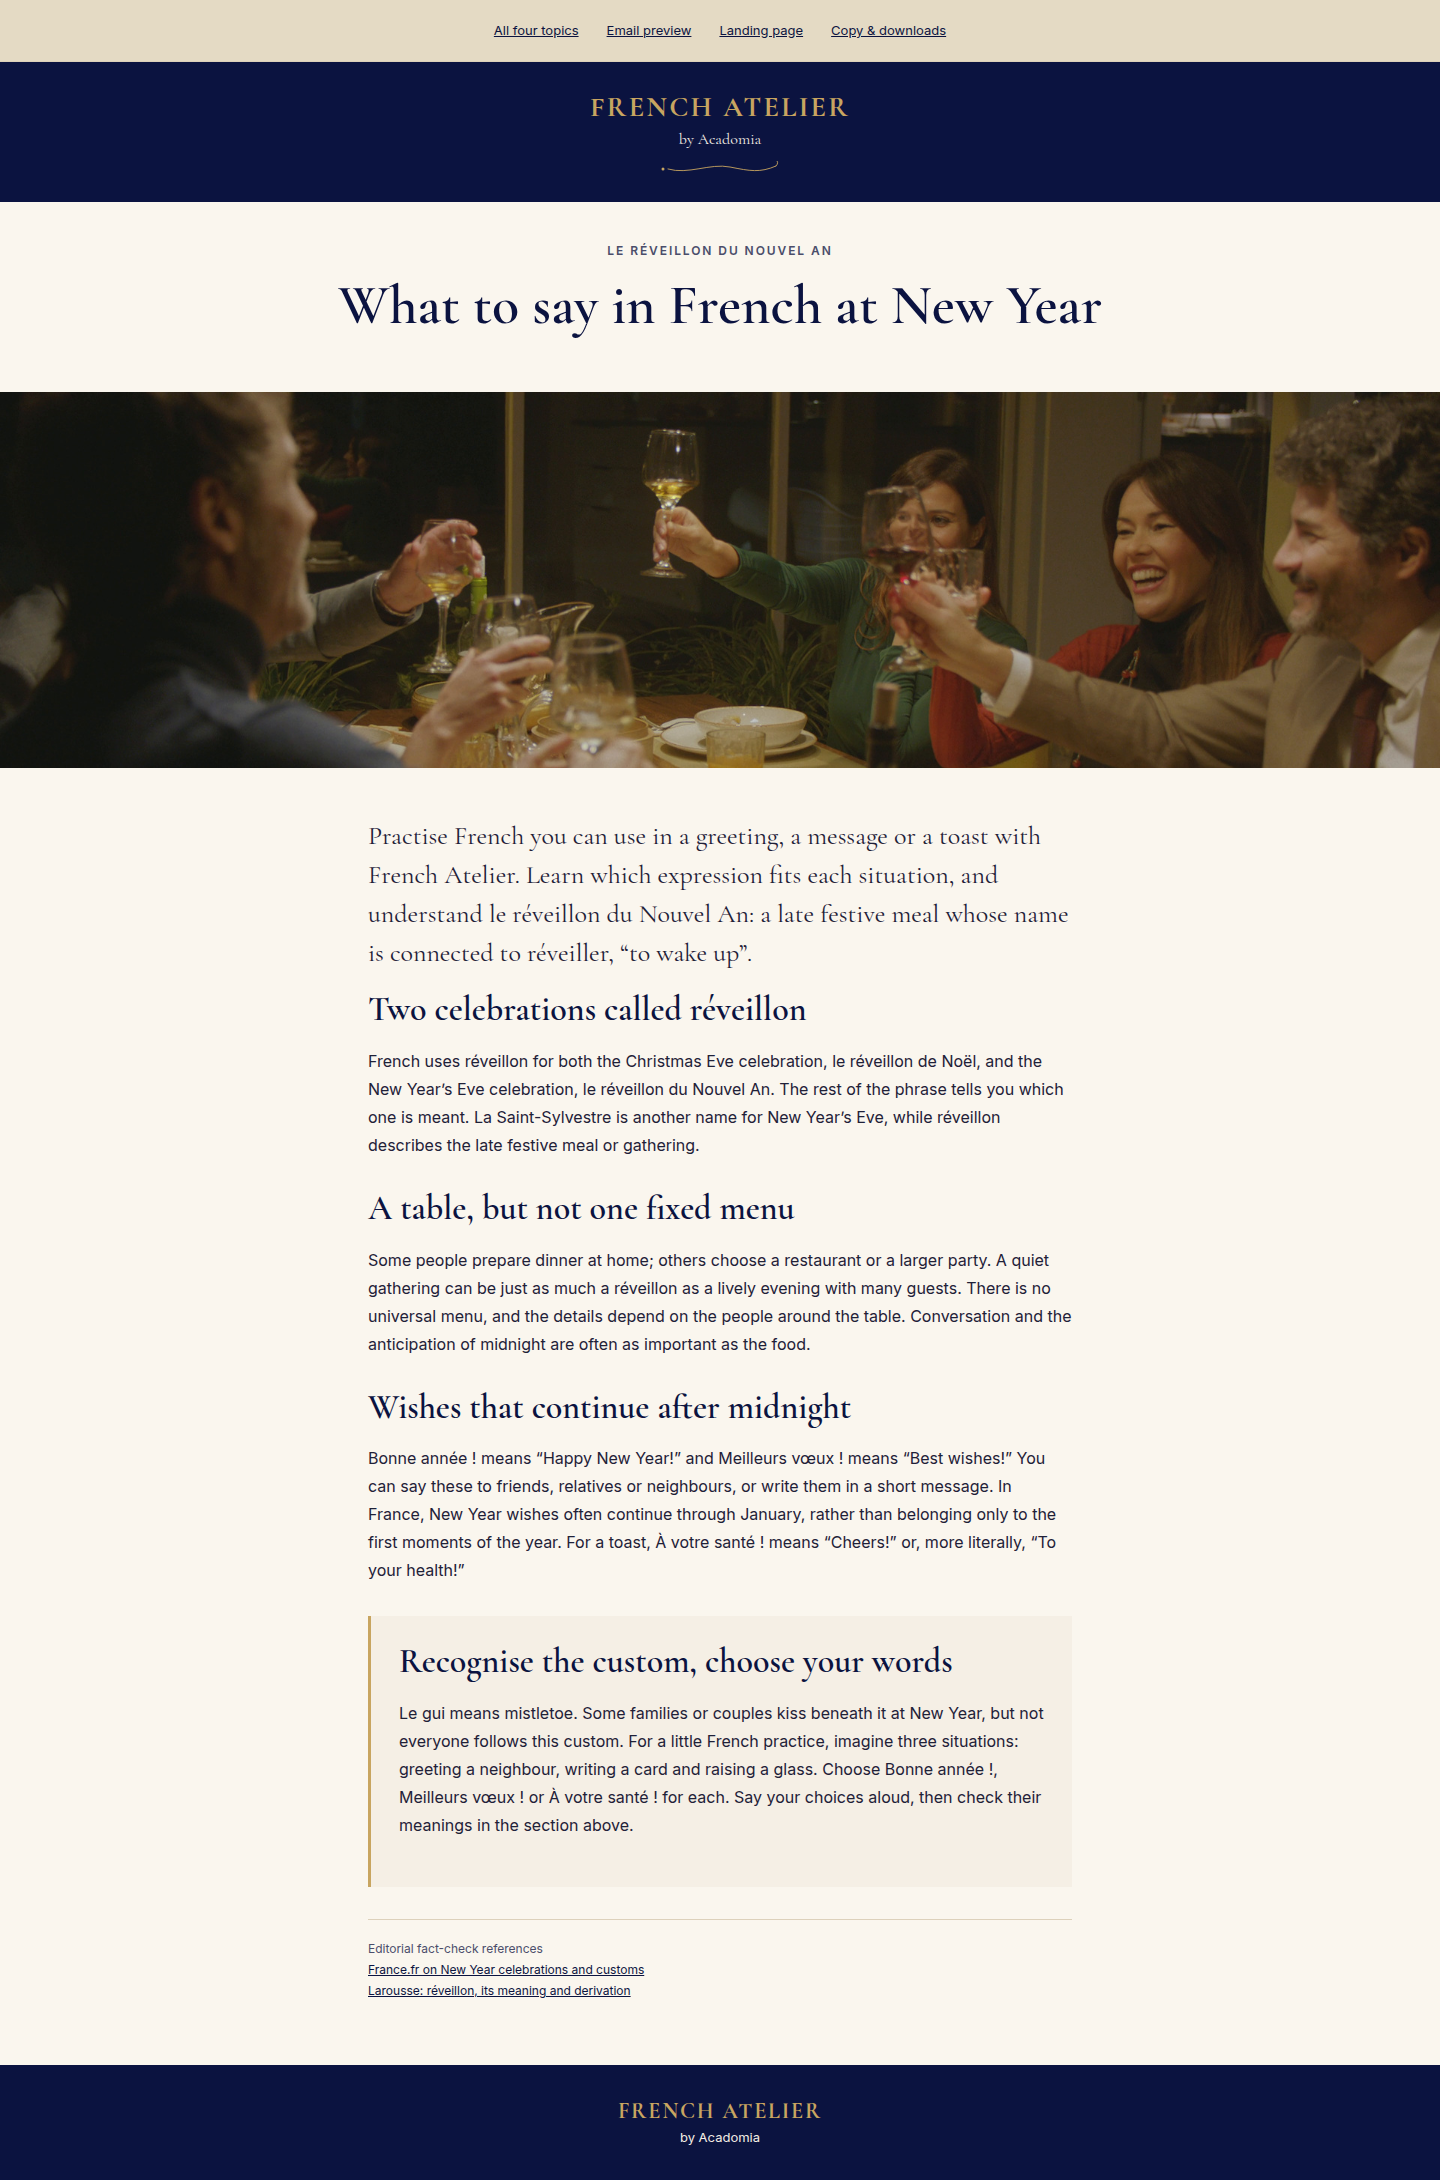 All four topics Email preview Landing page Copy & downloads
FRENCH ATELIER
by Acadomia
LE RÉVEILLON DU NOUVEL AN
What to say in French at New Year
Practise French you can use in a greeting, a message or a toast with
French Atelier. Learn which expression fits each situation, and
understand le réveillon du Nouvel An: a late festive meal whose name
is connected to réveiller, “to wake up”.
Two celebrations called réveillon
French uses réveillon for both the Christmas Eve celebration, le réveillon de Noël, and the
New Year’s Eve celebration, le réveillon du Nouvel An. The rest of the phrase tells you which
one is meant. La Saint-Sylvestre is another name for New Year’s Eve, while réveillon
describes the late festive meal or gathering.
A table, but not one fixed menu
Some people prepare dinner at home; others choose a restaurant or a larger party. A quiet
gathering can be just as much a réveillon as a lively evening with many guests. There is no
universal menu, and the details depend on the people around the table. Conversation and the
anticipation of midnight are often as important as the food.
Wishes that continue after midnight
Bonne année ! means “Happy New Year!” and Meilleurs vœux ! means “Best wishes!” You
can say these to friends, relatives or neighbours, or write them in a short message. In
France, New Year wishes often continue through January, rather than belonging only to the
first moments of the year. For a toast, À votre santé ! means “Cheers!” or, more literally, “To
your health!”
Recognise the custom, choose your words
Le gui means mistletoe. Some families or couples kiss beneath it at New Year, but not
everyone follows this custom. For a little French practice, imagine three situations:
greeting a neighbour, writing a card and raising a glass. Choose Bonne année !,
Meilleurs vœux ! or À votre santé ! for each. Say your choices aloud, then check their
meanings in the section above.
Editorial fact-check references
France.fr on New Year celebrations and customs
Larousse: réveillon, its meaning and derivation
FRENCH ATELIER
by Acadomia